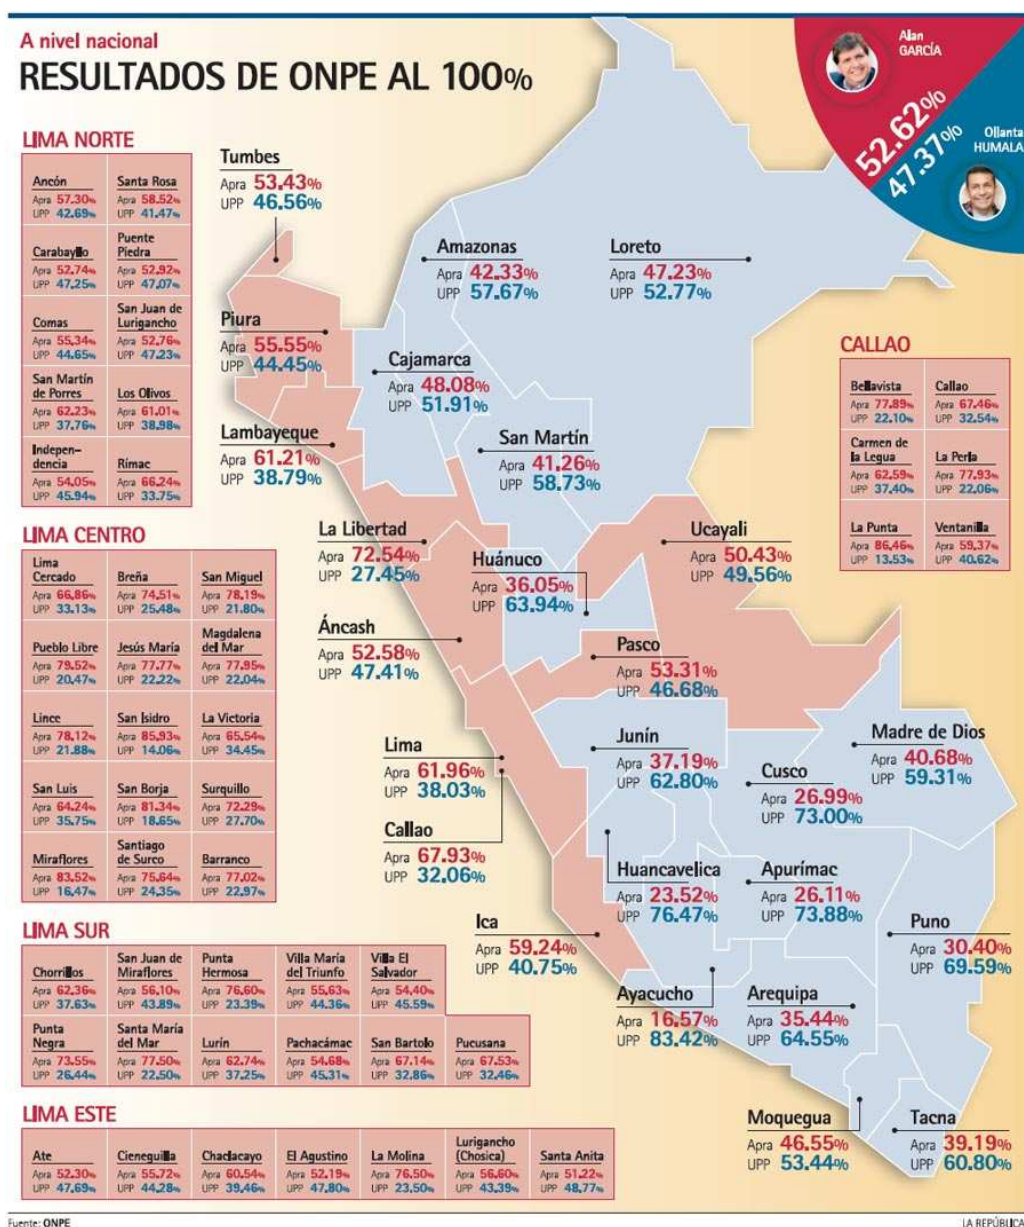 A nivel nacional
RESULTADOS DE ONPE AL 100%
Alan
GARCÍA
52.62%
47.37%
Ollanta
HUMALA
LIMA NORTE
Ancón
Apra 57.30%
UPP 42.69%
Santa Rosa
Apra 58.52%
UPP 41.47%
Carabayllo
Apra 52.74%
UPP 47.25%
Puente
Piedra
Apra 52.92%
UPP 47.07%
Comas
Apra 55.34%
UPP 44.65%
San Juan de
Lurigancho
Apra 52.76%
UPP 47.23%
San Martín
de Porres
Apra 62.23%
UPP 37.76%
Los Olivos
Apra 61.01%
UPP 38.98%
Indepen-
dencia
Apra 54.05%
UPP 45.94%
Rímac
Apra 66.24%
UPP 33.75%
LIMA CENTRO
Lima
Cercado
Apra 66.86%
UPP 33.13%
Breña
Apra 74.51%
UPP 25.48%
San Miguel
Apra 78.19%
UPP 21.80%
Pueblo Libre
Apra 79.52%
UPP 20.47%
Jesús María
Apra 77.77%
UPP 22.22%
Magdalena
del Mar
Apra 77.95%
UPP 22.04%
Lince
Apra 78.12%
UPP 21.88%
San Isidro
Apra 85.93%
UPP 14.06%
La Victoria
Apra 65.54%
UPP 34.45%
San Luis
Apra 64.24%
UPP 35.75%
San Borja
Apra 81.34%
UPP 18.65%
Surquillo
Apra 72.29%
UPP 27.70%
Miraflores
Apra 83.52%
UPP 16.47%
Santiago
de Surco
Apra 75.64%
UPP 24.35%
Barranco
Apra 77.02%
UPP 22.97%
LIMA SUR
Chorrillos
Apra 62.36%
UPP 37.63%
San Juan de
Miraflores
Apra 56.10%
UPP 43.89%
Punta
Hermosa
Apra 76.60%
UPP 23.39%
Villa María
del Triunfo
Apra 55.63%
UPP 44.36%
Villa El
Salvador
Apra 54.40%
UPP 45.59%
Punta
Negra
Apra 73.55%
UPP 26.44%
Santa María
del Mar
Apra 77.50%
UPP 22.50%
Lurín
Apra 62.74%
UPP 37.25%
Pachacámac
Apra 54.68%
UPP 45.31%
San Bartolo
Apra 67.14%
UPP 32.86%
Pucusana
Apra 67.53%
UPP 32.46%
LIMA ESTE
Ate
Apra 52.30%
UPP 47.69%
Cieneguilla
Apra 55.72%
UPP 44.28%
Chaclacayo
Apra 60.54%
UPP 39.46%
El Agustino
Apra 52.19%
UPP 47.80%
La Molina
Apra 76.50%
UPP 23.50%
Lurigancho
(Chosica)
Apra 56.60%
UPP 43.39%
Santa Anita
Apra 51.22%
UPP 48.77%
Tumbes
Apra 53.43%
UPP 46.56%
Amazonas
Apra 42.33%
UPP 57.67%
Loreto
Apra 47.23%
UPP 52.77%
Piura
Apra 55.55%
UPP 44.45%
Cajamarca
Apra 48.08%
UPP 51.91%
Lambayeque
Apra 61.21%
UPP 38.79%
San Martín
Apra 41.26%
UPP 58.73%
La Libertad
Apra 72.54%
UPP 27.45%
Huánuco
Apra 36.05%
UPP 63.94%
Ucayali
Apra 50.43%
UPP 49.56%
Áncash
Apra 52.58%
UPP 47.41%
Pasco
Apra 53.31%
UPP 46.68%
Lima
Apra 61.96%
UPP 38.03%
Junín
Apra 37.19%
UPP 62.80%
Cusco
Apra 26.99%
UPP 73.00%
Madre de Dios
Apra 40.68%
UPP 59.31%
Callao
Apra 67.93%
UPP 32.06%
Huancavelica
Apra 23.52%
UPP 76.47%
Apurímac
Apra 26.11%
UPP 73.88%
Ica
Apra 59.24%
UPP 40.75%
Puno
Apra 30.40%
UPP 69.59%
Ayacucho
Apra 16.57%
UPP 83.42%
Arequipa
Apra 35.44%
UPP 64.55%
Moquegua
Apra 46.55%
UPP 53.44%
Tacna
Apra 39.19%
UPP 60.80%
CALLAO
Bellavista
Apra 77.89%
UPP 22.10%
Callao
Apra 67.46%
UPP 32.54%
Carmen de
la Legua
Apra 62.59%
UPP 37.40%
La Perla
Apra 77.93%
UPP 22.06%
La Punta
Apra 86.46%
UPP 13.53%
Ventanilla
Apra 59.37%
UPP 40.62%
Fuente: ONPE
LA REPÚBLICA